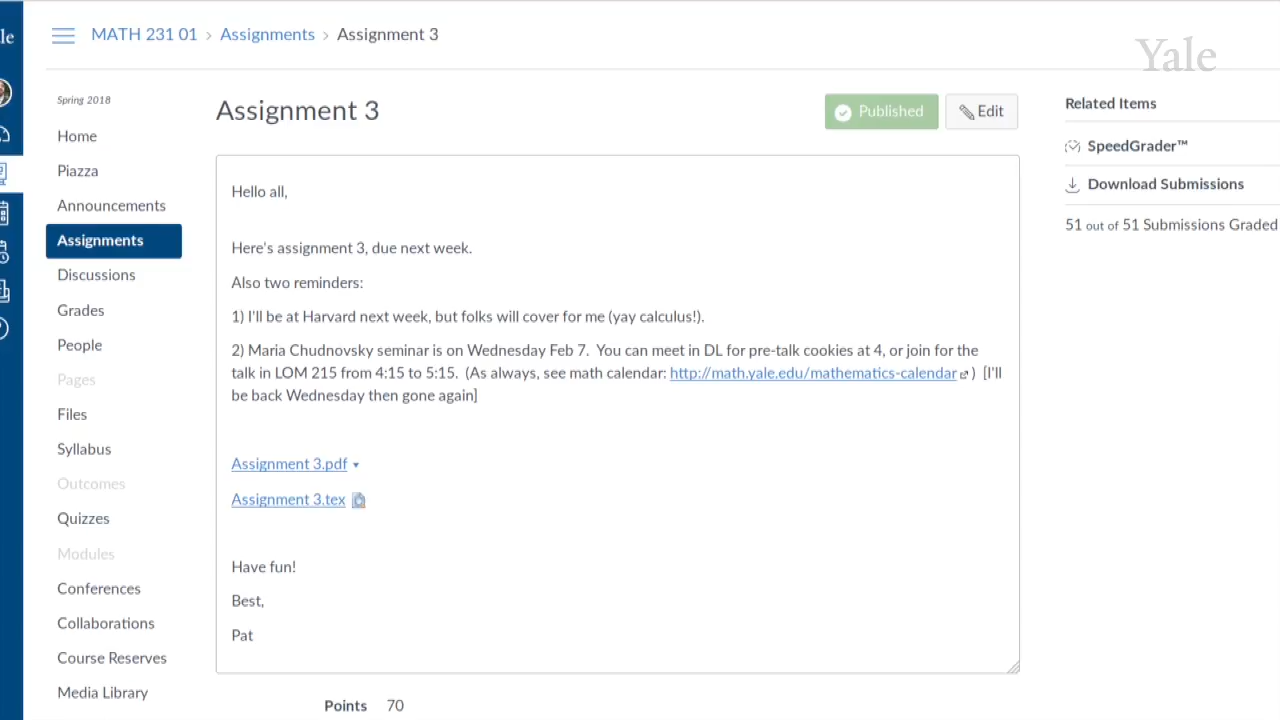 le
MATH 231 01 › Assignments › Assignment 3
Yale
Spring 2018
Home
Piazza
Announcements
Assignments
Discussions
Grades
People
Pages
Files
Syllabus
Outcomes
Quizzes
Modules
Conferences
Collaborations
Course Reserves
Media Library
Assignment 3
Published
Edit
Hello all,
Here's assignment 3, due next week.
Also two reminders:
1) I'll be at Harvard next week, but folks will cover for me (yay calculus!).
2) Maria Chudnovsky seminar is on Wednesday Feb 7. You can meet in DL for pre-talk cookies at 4, or join for the
talk in LOM 215 from 4:15 to 5:15. (As always, see math calendar: http://math.yale.edu/mathematics-calendar ) [I'll
be back Wednesday then gone again]
Assignment 3.pdf
Assignment 3.tex
Have fun!
Best,
Pat
Points 70
Related Items
SpeedGrader™
Download Submissions
51 out of 51 Submissions Graded